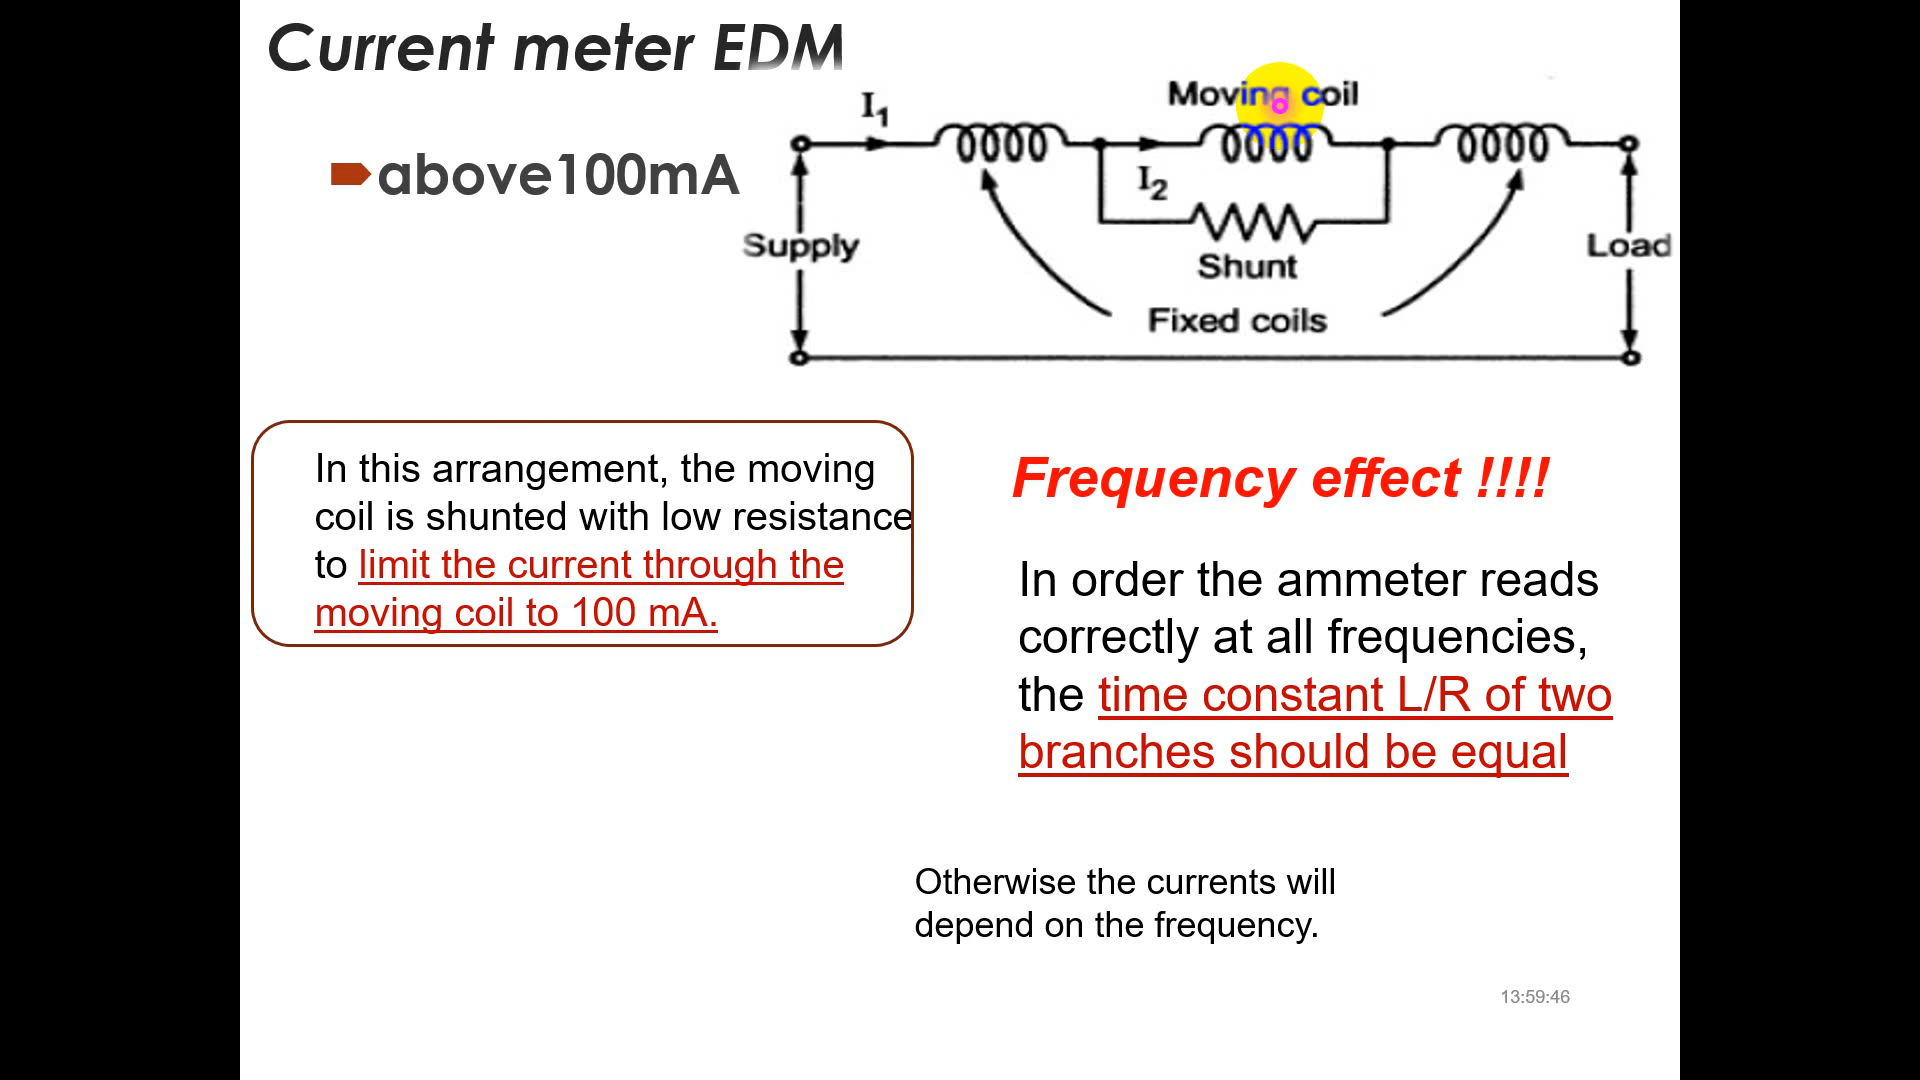 Current meter EDM
above100mA
Moving coil
I1
I2
Supply
Shunt
Load
Fixed coils
In this arrangement, the moving
coil is shunted with low resistance
to limit the current through the
moving coil to 100 mA.
Frequency effect !!!!
In order the ammeter reads
correctly at all frequencies,
the time constant L/R of two
branches should be equal
Otherwise the currents will
depend on the frequency.
13:59:46